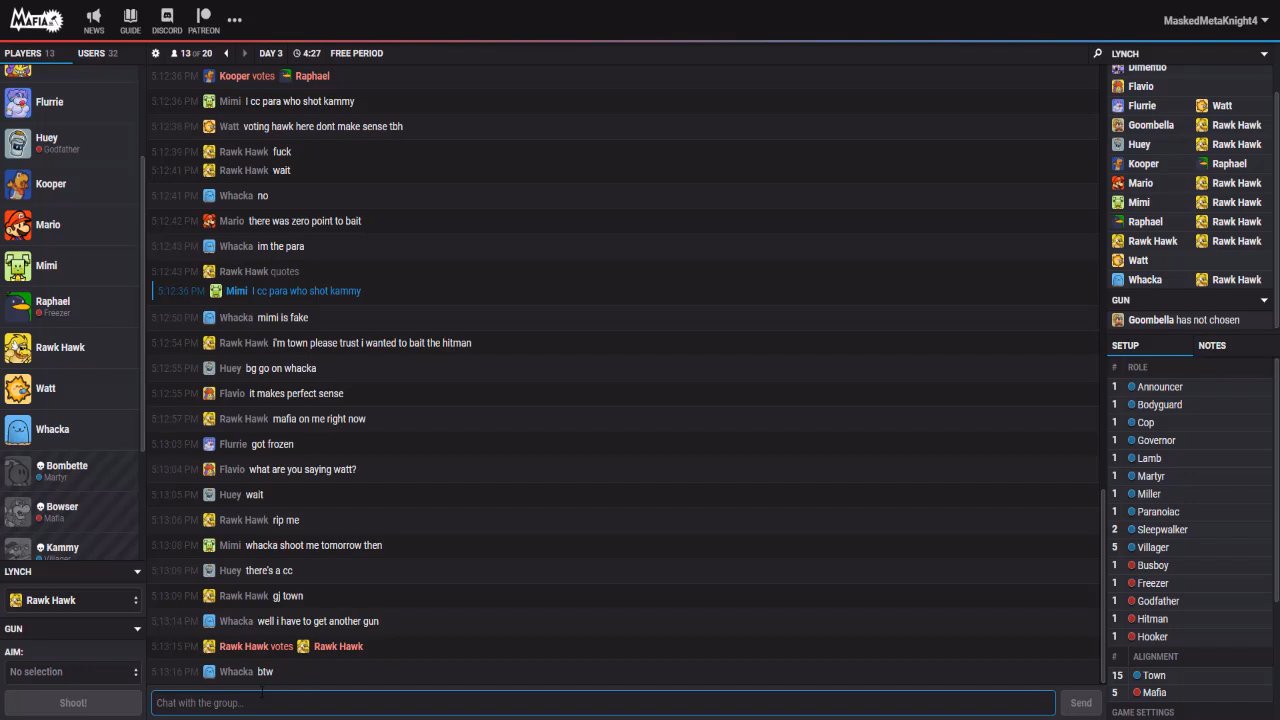 MAFIA.GG
NEWS
GUIDE
DISCORD
PATREON
MaskedMetaKnight4
PLAYERS 13
USERS 32
13 OF 20
DAY 3
4:27
FREE PERIOD
Flurrie
Huey
Godfather
Kooper
Mario
Mimi
Raphael
Freezer
Rawk Hawk
Watt
Whacka
Bombette
Martyr
Bowser
Mafia
Kammy
Villager
LYNCH
Rawk Hawk
GUN
AIM:
No selection
Shoot!
5:12:36 PM Kooper votes Raphael
5:12:36 PM Mimi I cc para who shot kammy
5:12:38 PM Watt voting hawk here dont make sense tbh
5:12:39 PM Rawk Hawk fuck
5:12:41 PM Rawk Hawk wait
5:12:41 PM Whacka no
5:12:42 PM Mario there was zero point to bait
5:12:43 PM Whacka im the para
5:12:43 PM Rawk Hawk quotes
5:12:36 PM Mimi I cc para who shot kammy
5:12:50 PM Whacka mimi is fake
5:12:54 PM Rawk Hawk i'm town please trust i wanted to bait the hitman
5:12:55 PM Huey bg go on whacka
5:12:55 PM Flavio it makes perfect sense
5:12:57 PM Rawk Hawk mafia on me right now
5:13:03 PM Flurrie got frozen
5:13:04 PM Flavio what are you saying watt?
5:13:05 PM Huey wait
5:13:06 PM Rawk Hawk rip me
5:13:08 PM Mimi whacka shoot me tomorrow then
5:13:09 PM Huey there's a cc
5:13:09 PM Rawk Hawk gj town
5:13:14 PM Whacka well i have to get another gun
5:13:15 PM Rawk Hawk votes Rawk Hawk
5:13:16 PM Whacka btw
Chat with the group...
Send
LYNCH
Dimentio
Flavio
Flurrie Watt
Goombella Rawk Hawk
Huey Rawk Hawk
Kooper Raphael
Mario Rawk Hawk
Mimi Rawk Hawk
Raphael Rawk Hawk
Rawk Hawk Rawk Hawk
Watt
Whacka Rawk Hawk
GUN
Goombella has not chosen
SETUP
NOTES
# ROLE
1 Announcer
1 Bodyguard
1 Cop
1 Governor
1 Lamb
1 Martyr
1 Miller
1 Paranoiac
2 Sleepwalker
5 Villager
1 Busboy
1 Freezer
1 Godfather
1 Hitman
1 Hooker
# ALIGNMENT
15 Town
5 Mafia
GAME SETTINGS